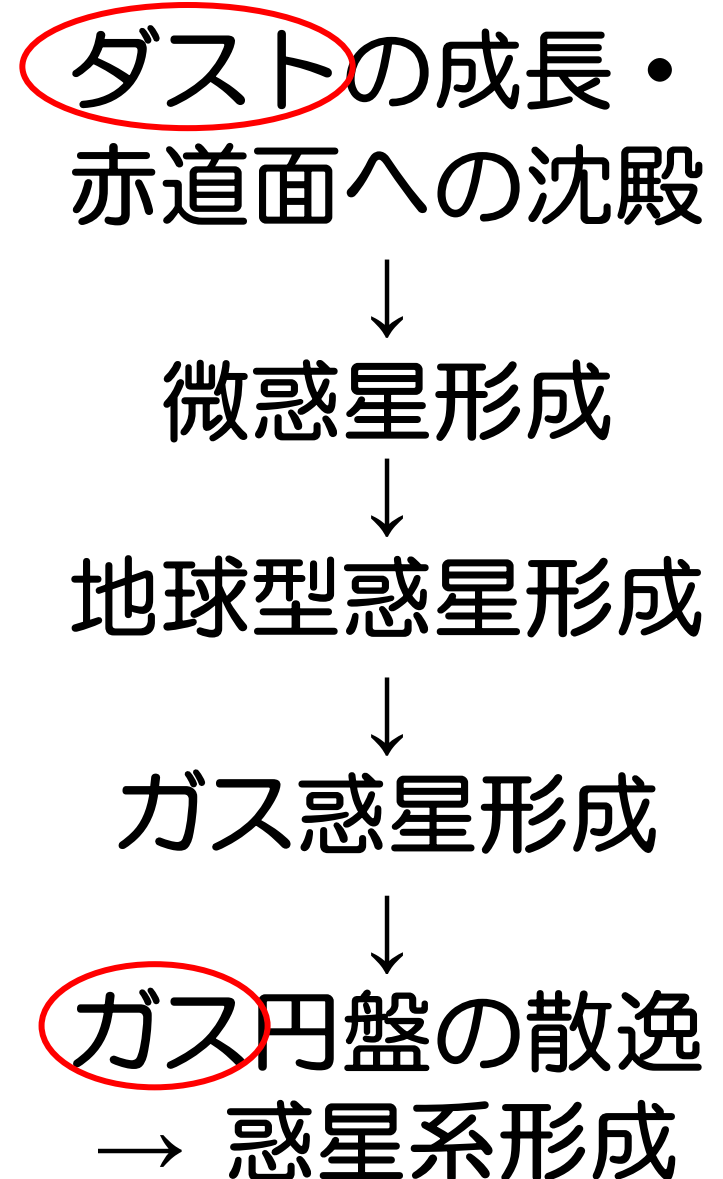 ダストの成長・
赤道面への沈殿
↓
微惑星形成
↓
地球型惑星形成
↓
ガス惑星形成
↓
ガス円盤の散逸
→ 惑星系形成